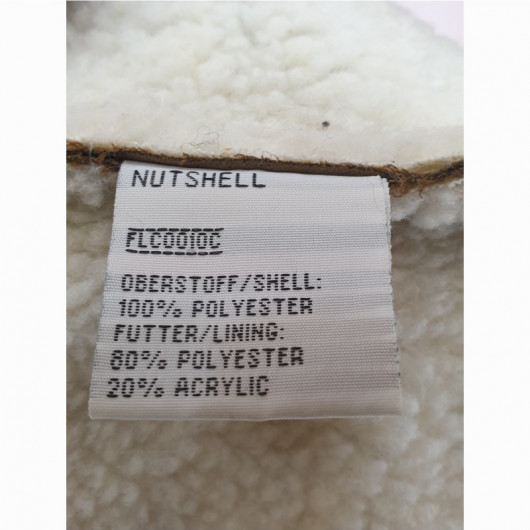 NUTSHELL
FLC0010C
OBERSTOFF/SHELL:
100% POLYESTER
FUTTER/LINING:
80% POLYESTER
20% ACRYLIC